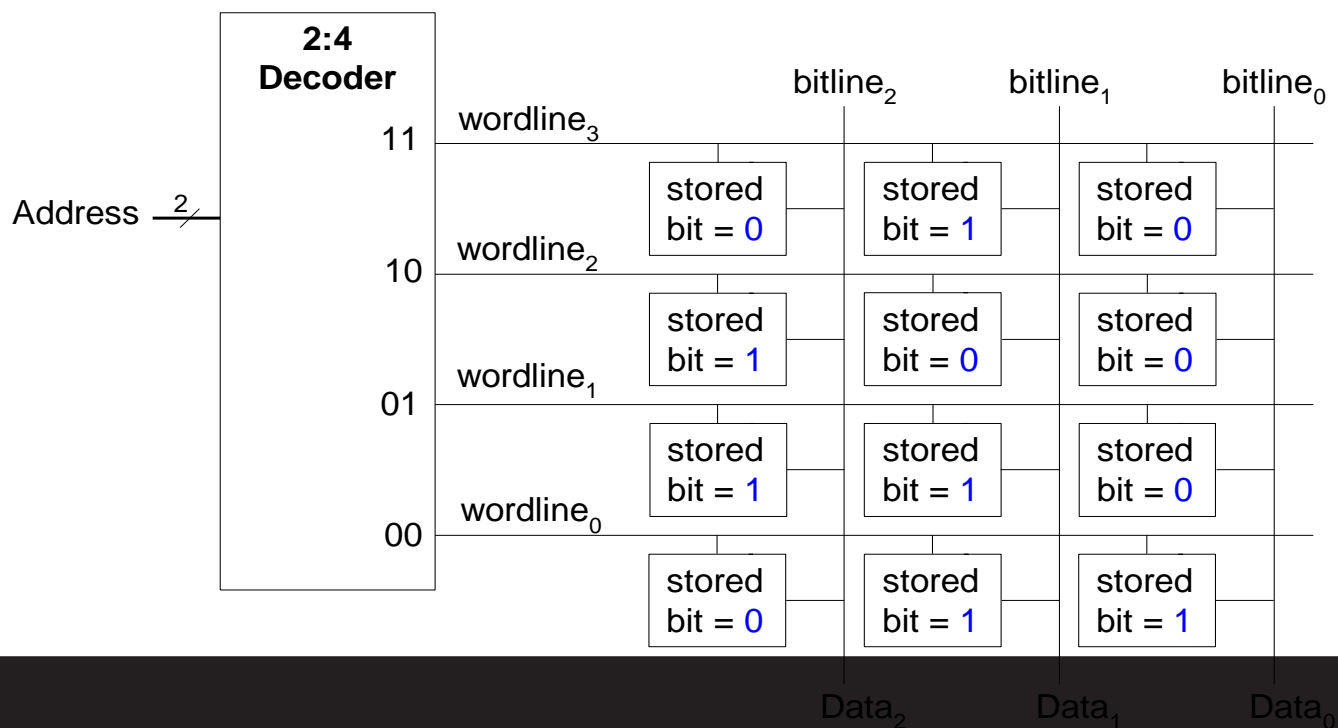 2:4
Decoder
bitline₂ bitline₁ bitline₀
wordline₃
11
stored stored stored
bit = 0 bit = 1 bit = 0
Address 2
wordline₂
10
stored stored stored
bit = 1 bit = 0 bit = 0
wordline₁
01
stored stored stored
bit = 1 bit = 1 bit = 0
wordline₀
00
stored stored stored
bit = 0 bit = 1 bit = 1
Data₂ Data₁ Data₀